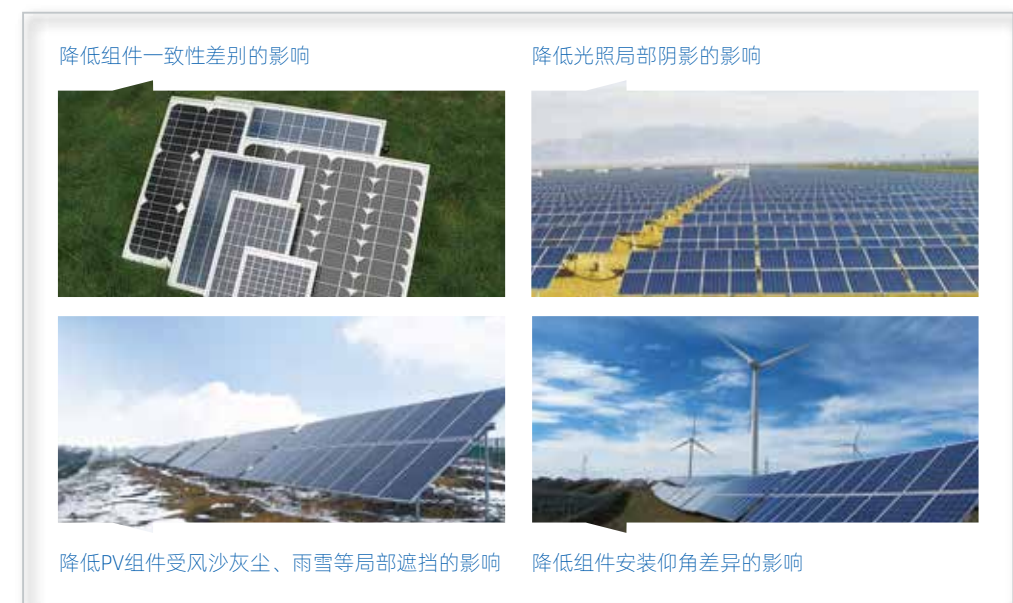 降低组件一致性差别的影响
降低光照局部阴影的影响
降低PV组件受风沙灰尘、雨雪等局部遮挡的影响
降低组件安装仰角差异的影响